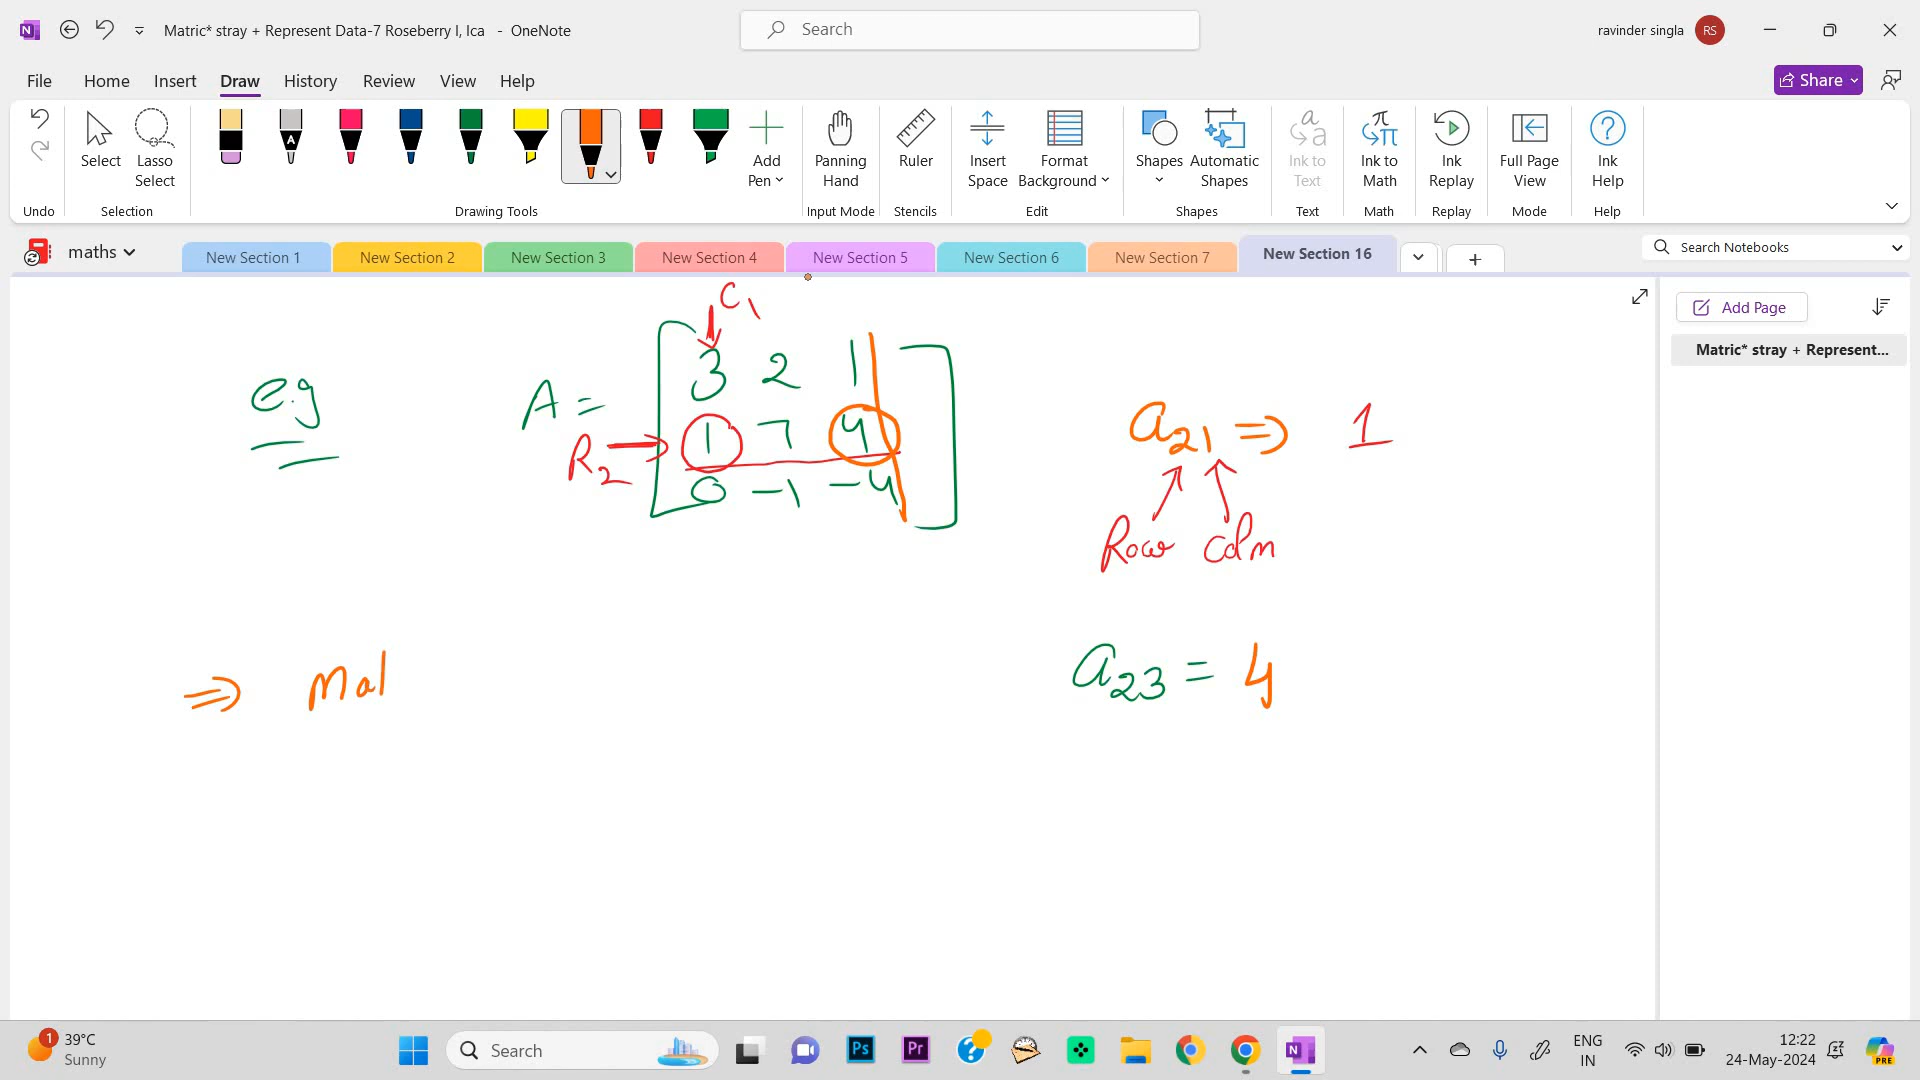 Matric* stray + Represent Data-7 Roseberry I, Ica - OneNote
Search
ravinder singla RS
File Home Insert Draw History Review View Help
Share
Select
Lasso Select
Add Pen
Panning Hand
Ruler
Insert Space
Format Background
Shapes
Automatic Shapes
Ink to Text
Ink to Math
Ink Replay
Full Page View
Ink Help
Undo Selection Drawing Tools Input Mode Stencils Edit Shapes Text Math Replay Mode Help
maths
New Section 1 New Section 2 New Section 3 New Section 4 New Section 5 New Section 6 New Section 7 New Section 16 +
Search Notebooks
Add Page
Matric* stray + Represent...
C1
e.g
A =
3 2 1
R2 1 7 4
0 -1 -4
a21 ⇒ 1
Row Colm
⇒ Mat
a23 = 4
1
39°C
Sunny
Search
Ps
Pr
ENG
IN
12:22
24-May-2024
PRE